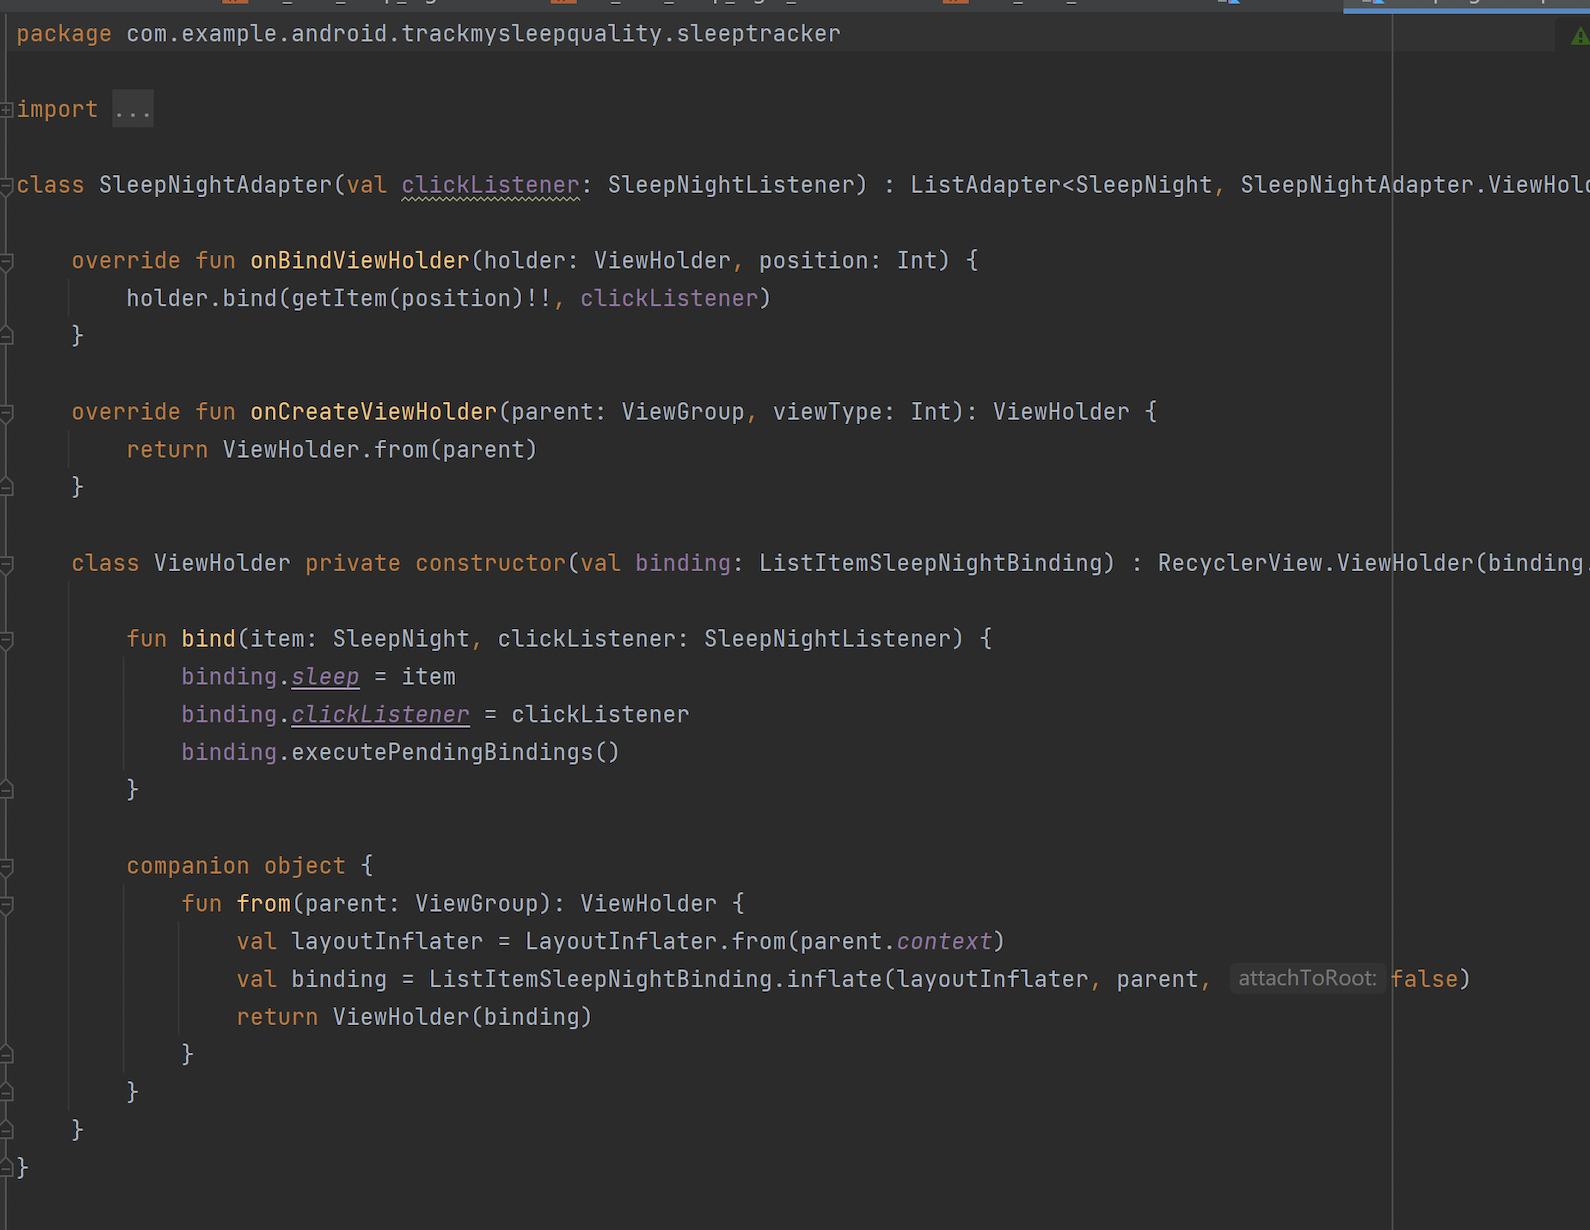 package com.example.android.trackmysleepquality.sleeptracker
import ...
class SleepNightAdapter(val clickListener: SleepNightListener) : ListAdapter<SleepNight, SleepNightAdapter.ViewHol
override fun onBindViewHolder(holder: ViewHolder, position: Int) {
holder.bind(getItem(position)!!, clickListener)
}
override fun onCreateViewHolder(parent: ViewGroup, viewType: Int): ViewHolder {
return ViewHolder.from(parent)
}
class ViewHolder private constructor(val binding: ListItemSleepNightBinding) : RecyclerView.ViewHolder(binding.
fun bind(item: SleepNight, clickListener: SleepNightListener) {
binding.sleep = item
binding.clickListener = clickListener
binding.executePendingBindings()
}
companion object {
fun from(parent: ViewGroup): ViewHolder {
val layoutInflater = LayoutInflater.from(parent.context)
val binding = ListItemSleepNightBinding.inflate(layoutInflater, parent, attachToRoot: false)
return ViewHolder(binding)
}
}
}
}